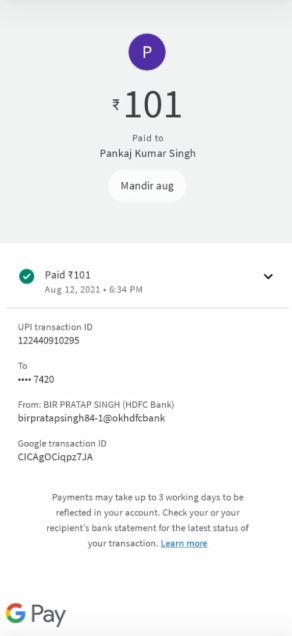 P
₹101
Paid to
Pankaj Kumar Singh
Mandir aug
Paid ₹101
Aug 12, 2021 • 6:34 PM
UPI transaction ID
122440910295
To
•••• 7420
From: BIR PRATAP SINGH (HDFC Bank)
birpratapsingh84-1@okhdfcbank
Google transaction ID
CICAgOCiqpz7JA
Payments may take up to 3 working days to be
reflected in your account. Check your or your
recipient's bank statement for the latest status of
your transaction. Learn more
G Pay